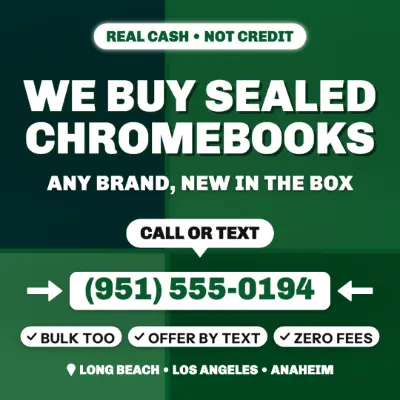 REAL CASH • NOT CREDIT
WE BUY SEALED
CHROMEBOOKS
ANY BRAND, NEW IN THE BOX
CALL OR TEXT
(951) 555-0194
BULK TOO
OFFER BY TEXT
ZERO FEES
LONG BEACH • LOS ANGELES • ANAHEIM